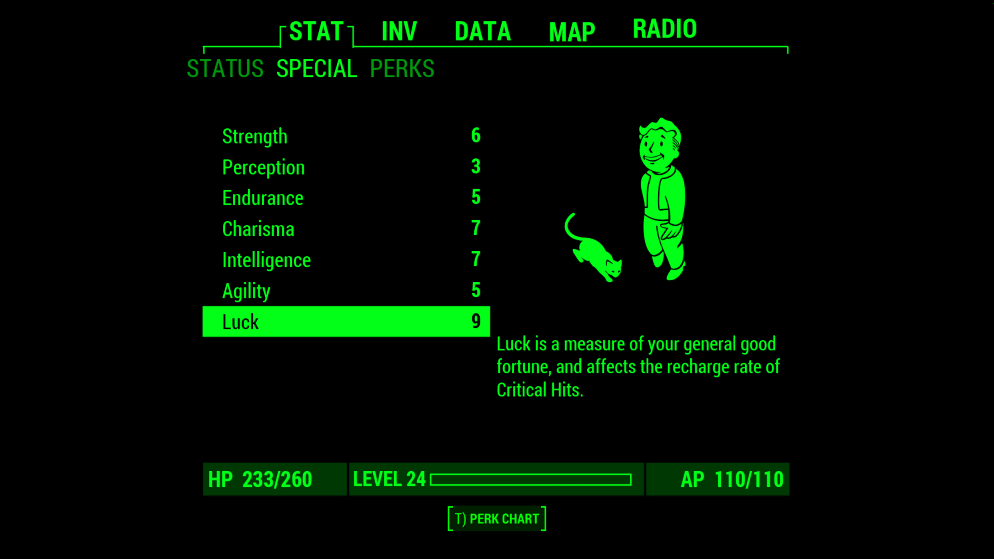 STAT INV DATA MAP RADIO
STATUS SPECIAL PERKS
Strength 6
Perception 3
Endurance 5
Charisma 7
Intelligence 7
Agility 5
Luck 9
Luck is a measure of your general good
fortune, and affects the recharge rate of
Critical Hits.
HP 233/260 LEVEL 24 AP 110/110
T) PERK CHART